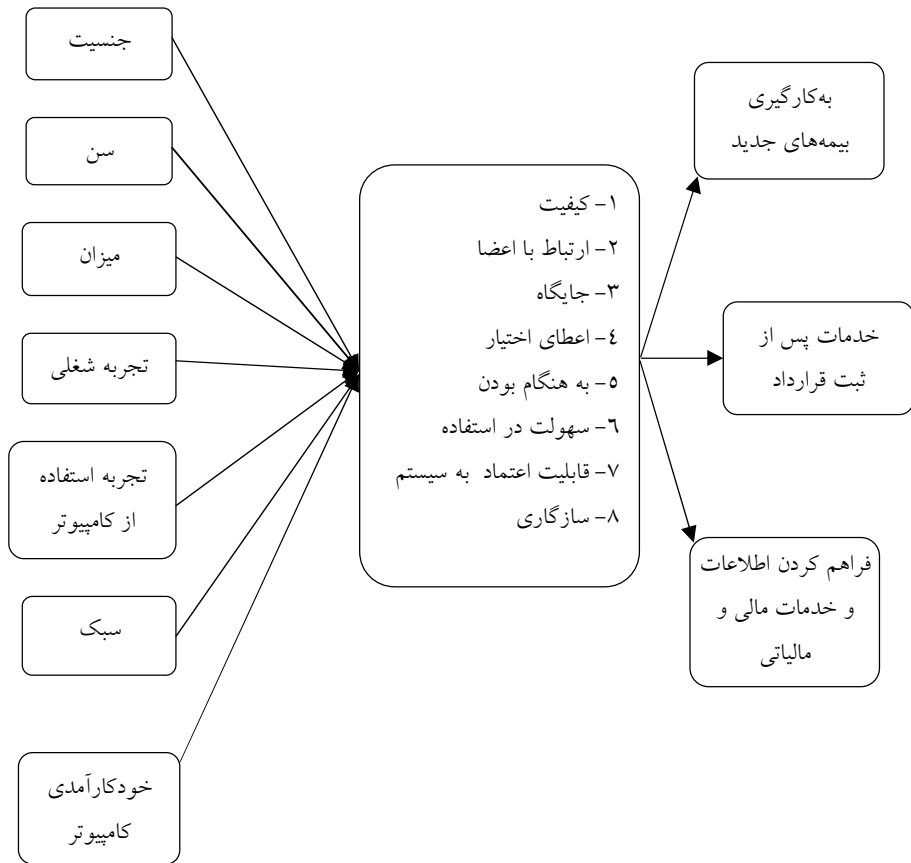 جنسیت
سن
میزان
تجربه شغلی
تجربه استفاده
از کامپیوتر
سبک
خودکارآمدی
کامپیوتر
۱- کیفیت
۲- ارتباط با اعضا
۳- جایگاه
٤- اعطای اختیار
۵- به هنگام بودن
٦- سهولت در استفاده
۷- قابلیت اعتماد به سیستم
۸- سازگاری
به‌کارگیری
بیمه‌های جدید
خدمات پس از
ثبت قرارداد
فراهم کردن اطلاعات
و خدمات مالی و
مالیاتی